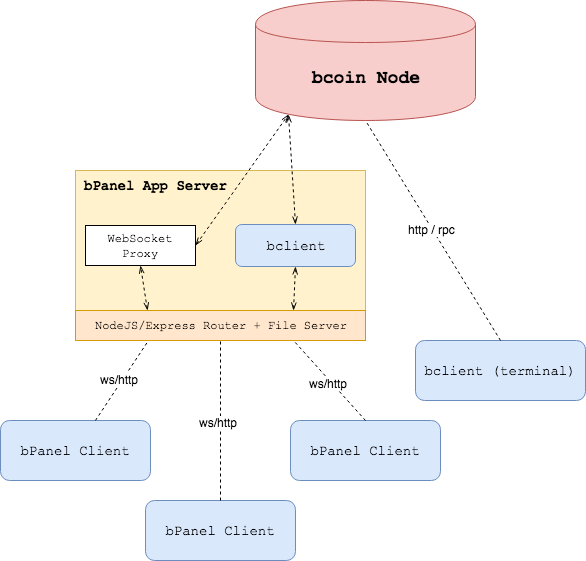 bcoin Node
bPanel App Server
WebSocket
Proxy
bclient
http / rpc
NodeJS/Express Router + File Server
bclient (terminal)
ws/http
ws/http
ws/http
bPanel Client
bPanel Client
bPanel Client